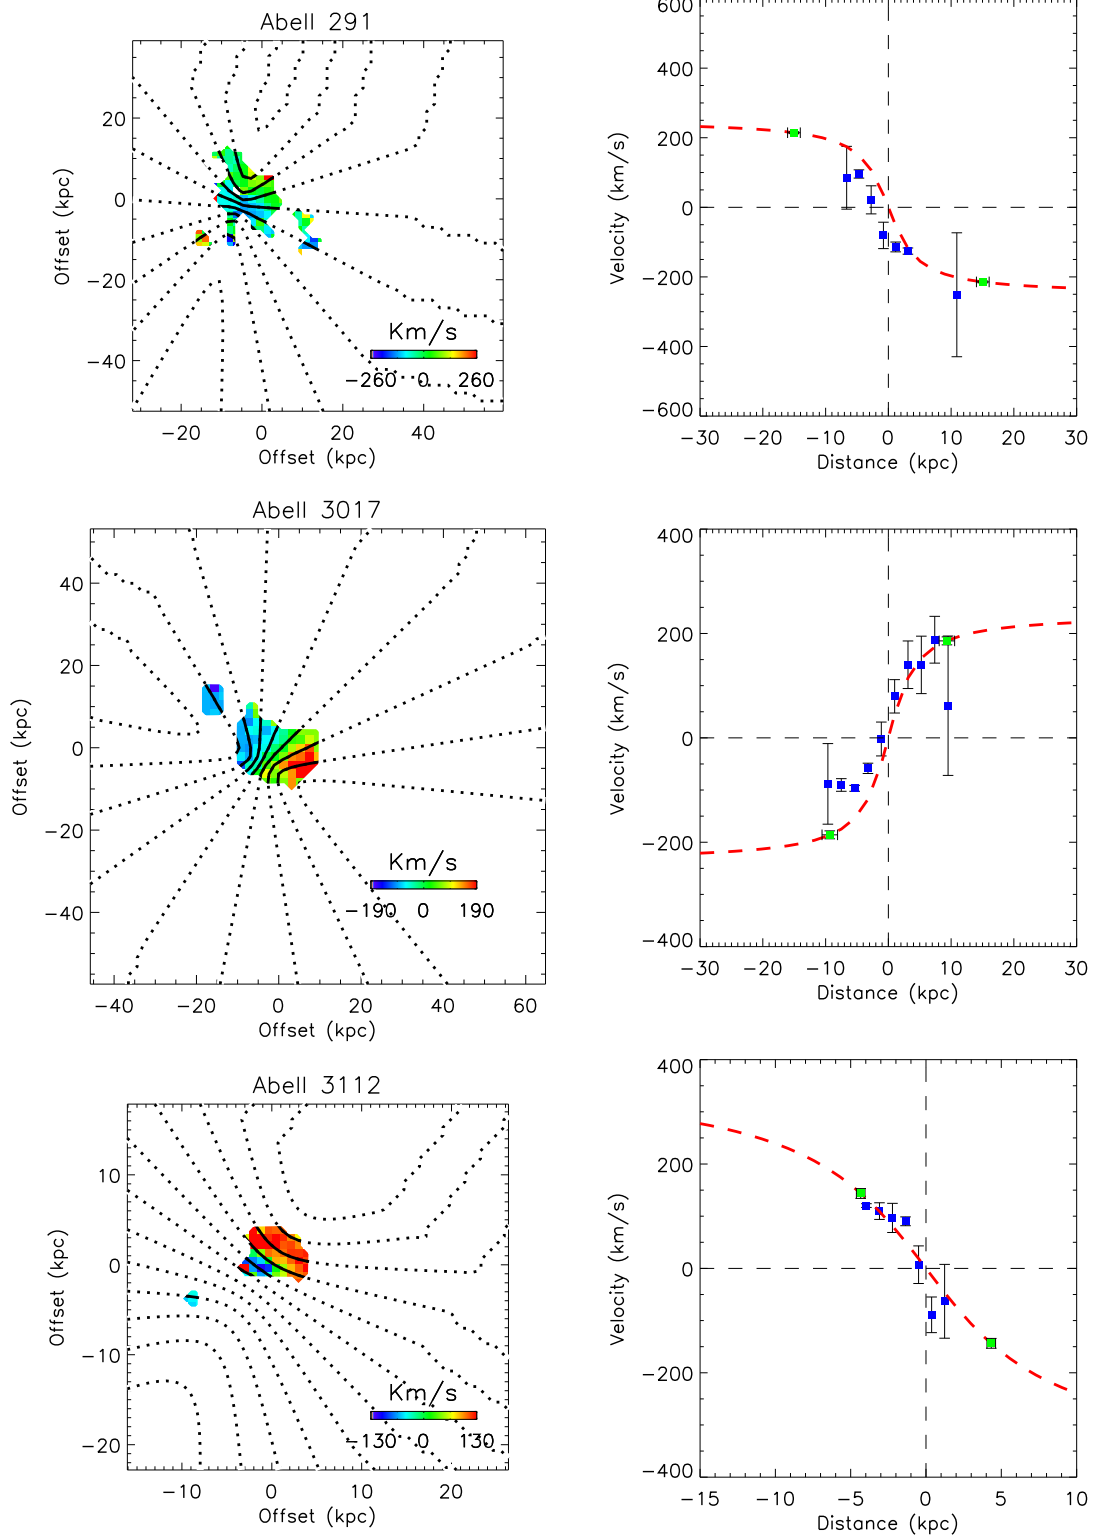 Abell 291
Offset (kpc)
20
0
−20
−40
Km/s
−260 0 260
−20 0 20 40
Offset (kpc)
Velocity (km/s)
600
400
200
0
−200
−400
−600
−30 −20 −10 0 10 20 30
Distance (kpc)
Abell 3017
Offset (kpc)
40
20
0
−20
−40
Km/s
−190 0 190
−40 −20 0 20 40 60
Offset (kpc)
Velocity (km/s)
400
200
0
−200
−400
−30 −20 −10 0 10 20 30
Distance (kpc)
Abell 3112
Offset (kpc)
10
0
−10
−20
Km/s
−130 0 130
−10 0 10 20
Offset (kpc)
Velocity (km/s)
400
200
0
−200
−400
−15 −10 −5 0 5 10
Distance (kpc)